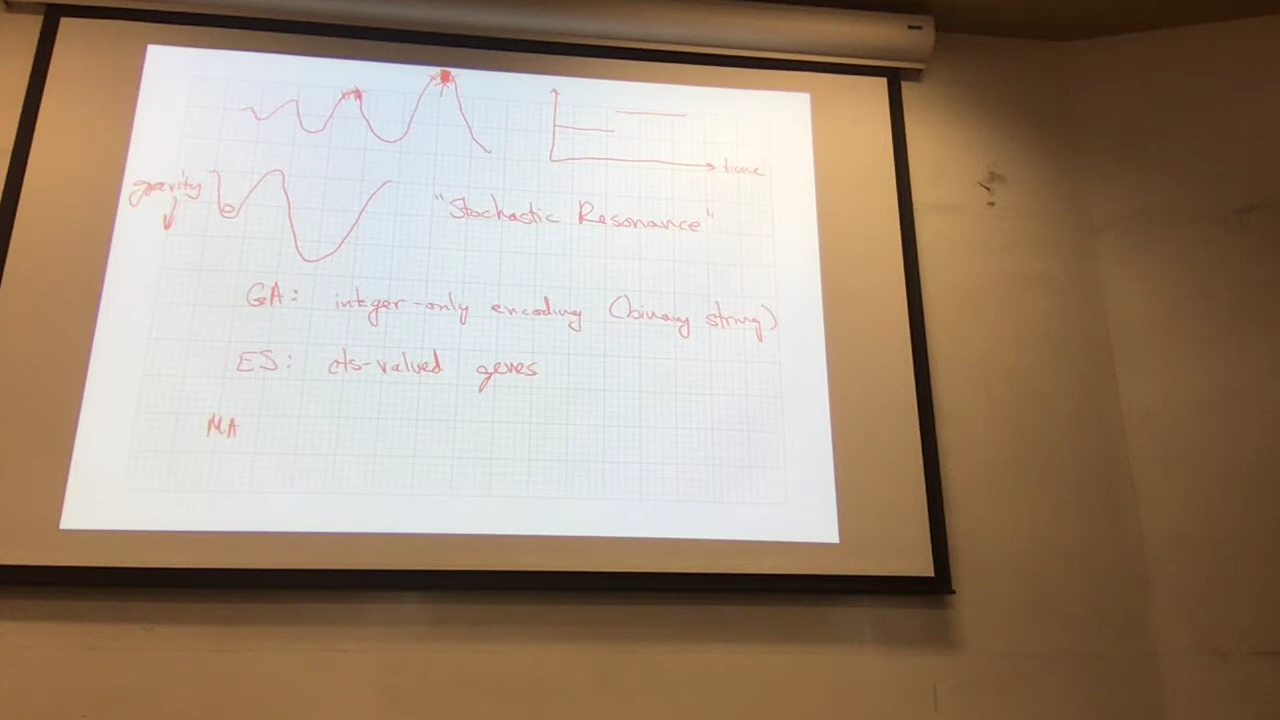 time
gravity
"Stochastic Resonance"
GA: integer-only encoding (binary string)
ES: cts-valued genes
MA